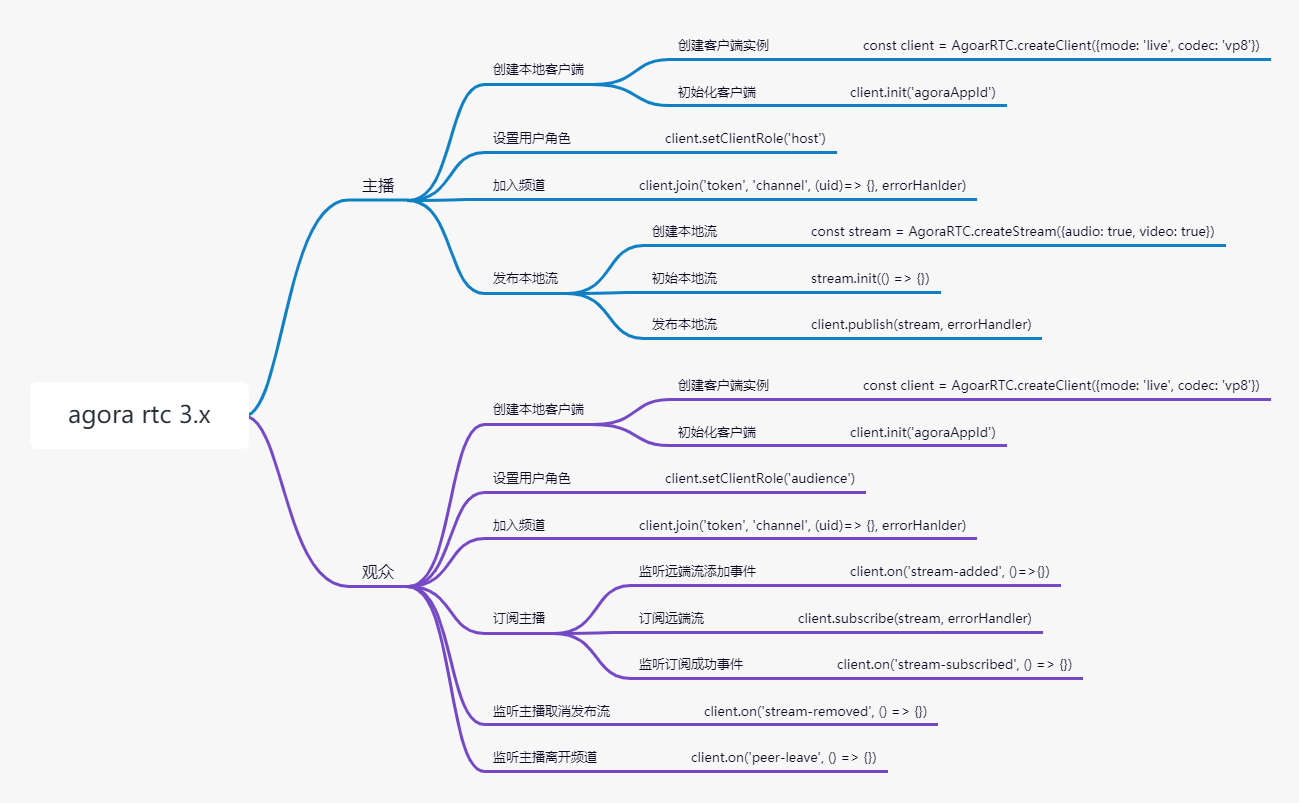 agora rtc 3.x
主播
创建本地客户端
创建客户端实例 const client = AgoarRTC.createClient({mode: 'live', codec: 'vp8'})
初始化客户端 client.init('agoraAppId')
设置用户角色 client.setClientRole('host')
加入频道 client.join('token', 'channel', (uid)=> {}, errorHanlder)
发布本地流
创建本地流 const stream = AgoraRTC.createStream({audio: true, video: true})
初始本地流 stream.init(() => {})
发布本地流 client.publish(stream, errorHandler)
观众
创建本地客户端
创建客户端实例 const client = AgoarRTC.createClient({mode: 'live', codec: 'vp8'})
初始化客户端 client.init('agoraAppId')
设置用户角色 client.setClientRole('audience')
加入频道 client.join('token', 'channel', (uid)=> {}, errorHanlder)
订阅主播
监听远端流添加事件 client.on('stream-added', ()=>{})
订阅远端流 client.subscribe(stream, errorHandler)
监听订阅成功事件 client.on('stream-subscribed', () => {})
监听主播取消发布流 client.on('stream-removed', () => {})
监听主播离开频道 client.on('peer-leave', () => {})